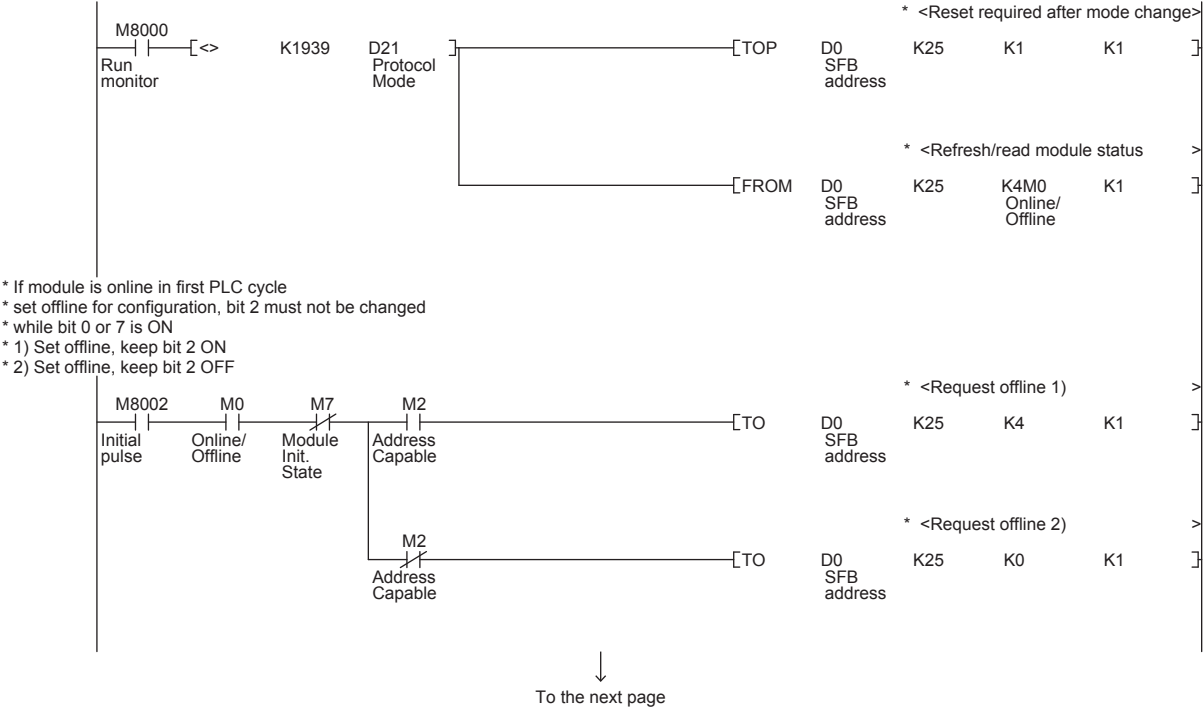 * <Reset required after mode change>
M8000
[<> K1939 D21 ]
[TOP D0 K25 K1 K1 ]
Run
monitor
Protocol
Mode
SFB
address
* <Refresh/read module status >
[FROM D0 K25 K4M0 K1 ]
SFB
address
Online/
Offline
* If module is online in first PLC cycle
* set offline for configuration, bit 2 must not be changed
* while bit 0 or 7 is ON
* 1) Set offline, keep bit 2 ON
* 2) Set offline, keep bit 2 OFF
* <Request offline 1) >
M8002 M0 M7 M2
[TO D0 K25 K4 K1 ]
Initial
pulse
Online/
Offline
Module
Init.
State
Address
Capable
SFB
address
* <Request offline 2) >
M2
[TO D0 K25 K0 K1 ]
Address
Capable
SFB
address
To the next page